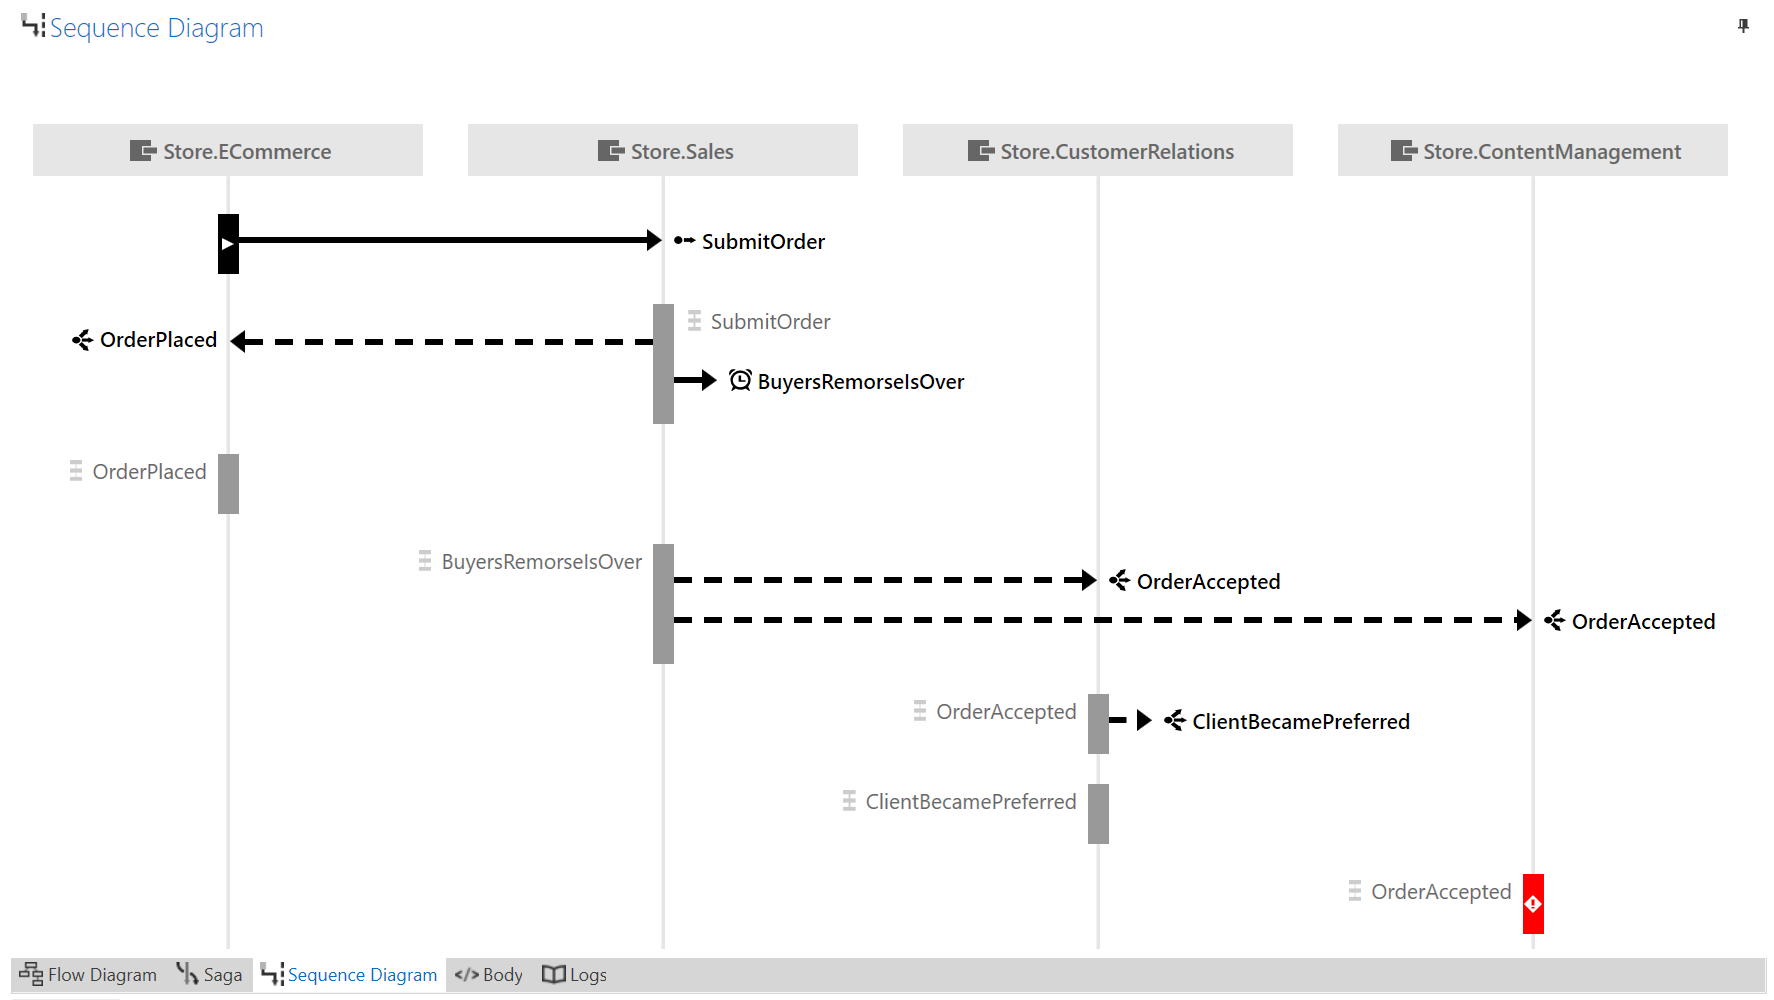 Sequence Diagram
Store.ECommerce
Store.Sales
Store.CustomerRelations
Store.ContentManagement
SubmitOrder
SubmitOrder
OrderPlaced
BuyersRemorseIsOver
OrderPlaced
BuyersRemorseIsOver
OrderAccepted
OrderAccepted
OrderAccepted
ClientBecamePreferred
ClientBecamePreferred
OrderAccepted
Flow Diagram
Saga
Sequence Diagram
Body
Logs